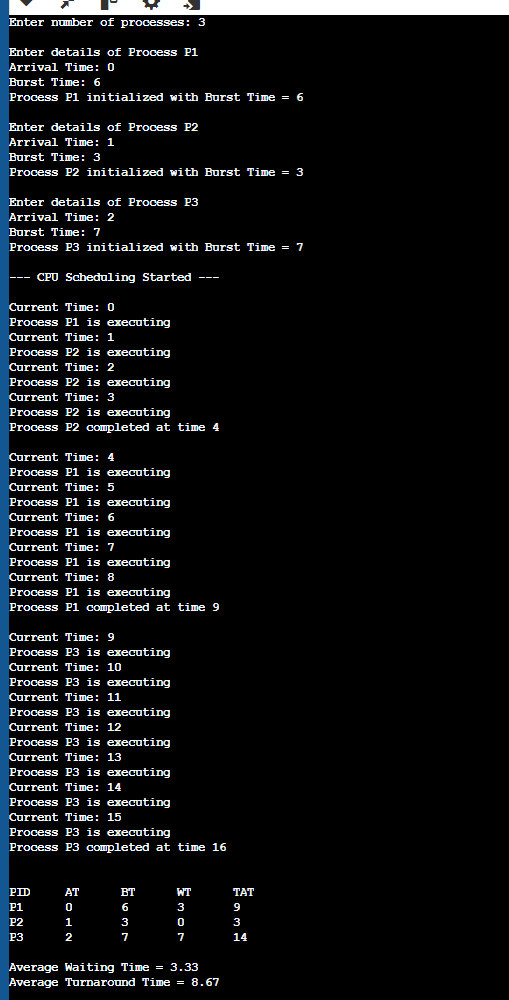 Enter number of processes: 3
Enter details of Process P1
Arrival Time: 0
Burst Time: 6
Process P1 initialized with Burst Time = 6
Enter details of Process P2
Arrival Time: 1
Burst Time: 3
Process P2 initialized with Burst Time = 3
Enter details of Process P3
Arrival Time: 2
Burst Time: 7
Process P3 initialized with Burst Time = 7
--- CPU Scheduling Started ---
Current Time: 0
Process P1 is executing
Current Time: 1
Process P2 is executing
Current Time: 2
Process P2 is executing
Current Time: 3
Process P2 is executing
Process P2 completed at time 4
Current Time: 4
Process P1 is executing
Current Time: 5
Process P1 is executing
Current Time: 6
Process P1 is executing
Current Time: 7
Process P1 is executing
Current Time: 8
Process P1 is executing
Process P1 completed at time 9
Current Time: 9
Process P3 is executing
Current Time: 10
Process P3 is executing
Current Time: 11
Process P3 is executing
Current Time: 12
Process P3 is executing
Current Time: 13
Process P3 is executing
Current Time: 14
Process P3 is executing
Current Time: 15
Process P3 is executing
Process P3 completed at time 16
PID AT BT WT TAT
P1 0 6 3 9
P2 1 3 0 3
P3 2 7 7 14
Average Waiting Time = 3.33
Average Turnaround Time = 8.67